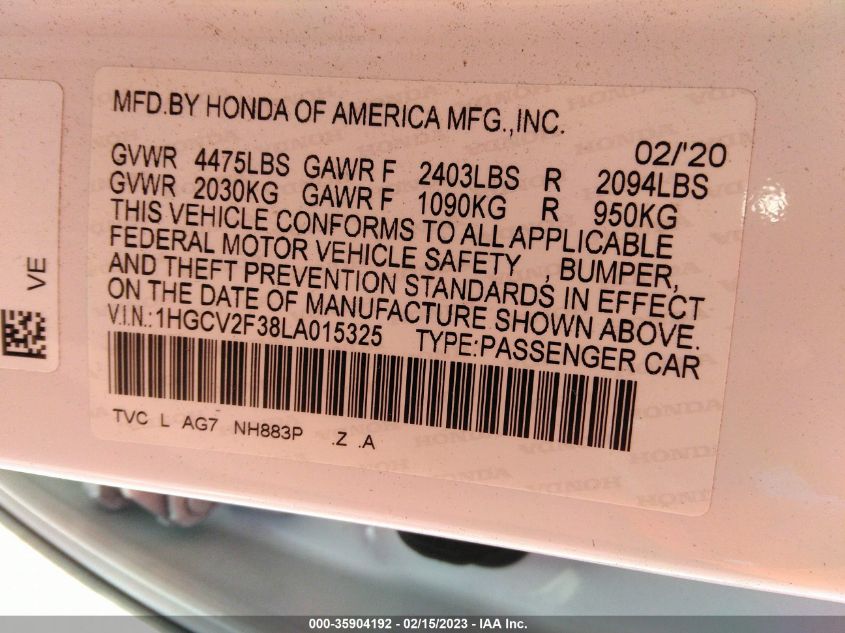 MFD.BY HONDA OF AMERICA MFG.,INC.
02/'20
GVWR 4475LBS GAWR F 2403LBS R 2094LBS
GVWR 2030KG GAWR F 1090KG R 950KG
THIS VEHICLE CONFORMS TO ALL APPLICABLE
FEDERAL MOTOR VEHICLE SAFETY , BUMPER,
AND THEFT PREVENTION STANDARDS IN EFFECT
ON THE DATE OF MANUFACTURE SHOWN ABOVE.
V.I.N.:1HGCV2F38LA015325 TYPE:PASSENGER CAR
TVC L AG7 NH883P .Z .A
VE
HONDA
000-35904192 - 02/15/2023 - IAA Inc.